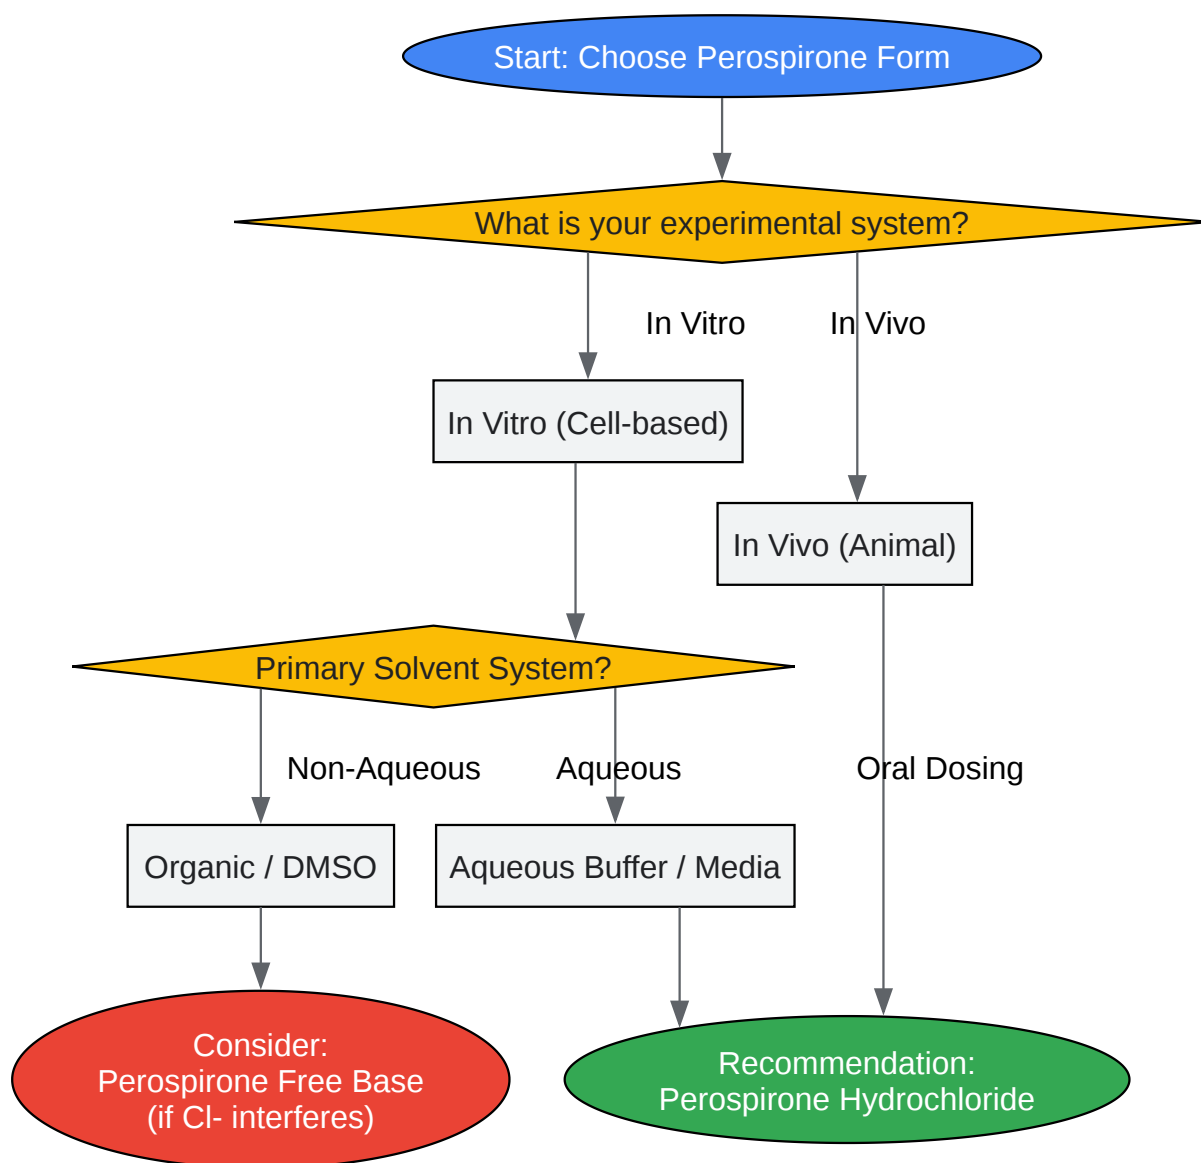 Start: Choose Perospirone Form
What is your experimental system?
In Vitro
In Vivo
In Vitro (Cell-based)
In Vivo (Animal)
Primary Solvent System?
Non-Aqueous
Aqueous
Oral Dosing
Organic / DMSO
Aqueous Buffer / Media
Consider:
Perospirone Free Base
(if Cl- interferes)
Recommendation:
Perospirone Hydrochloride